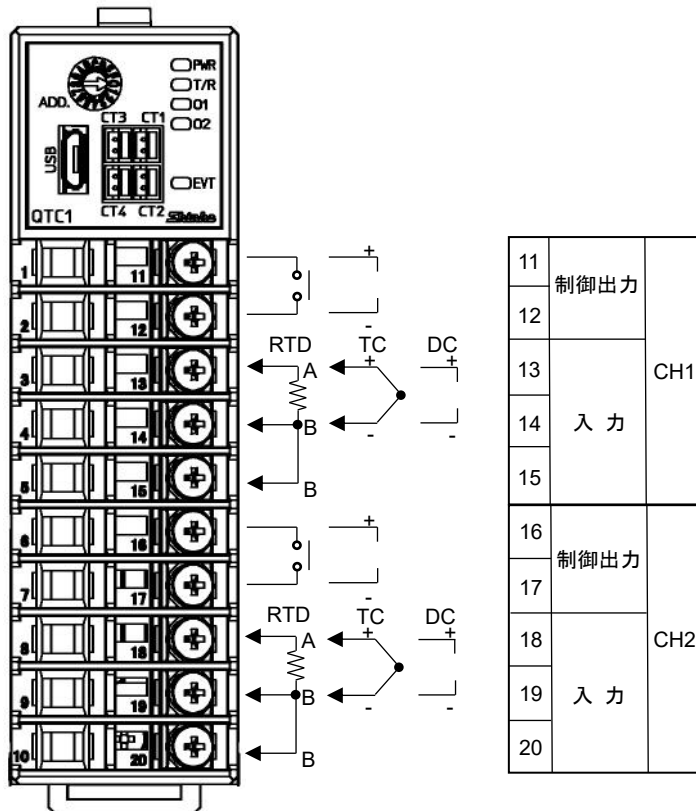 PWR
T/R
O1
O2
ADD.
CT3 CT1
USB
EVT
CT4 CT2
QTC1
Shinko
1 11
2 12
3 13
4 14
5 15
6 16
7 17
8 18
9 19
10 20
+
-
RTD TC DC
A + +
B - -
B
+
-
RTD TC DC
A + +
B - -
B
11 制御出力 CH1
12
13 入 力
14
15
16 制御出力 CH2
17
18 入 力
19
20